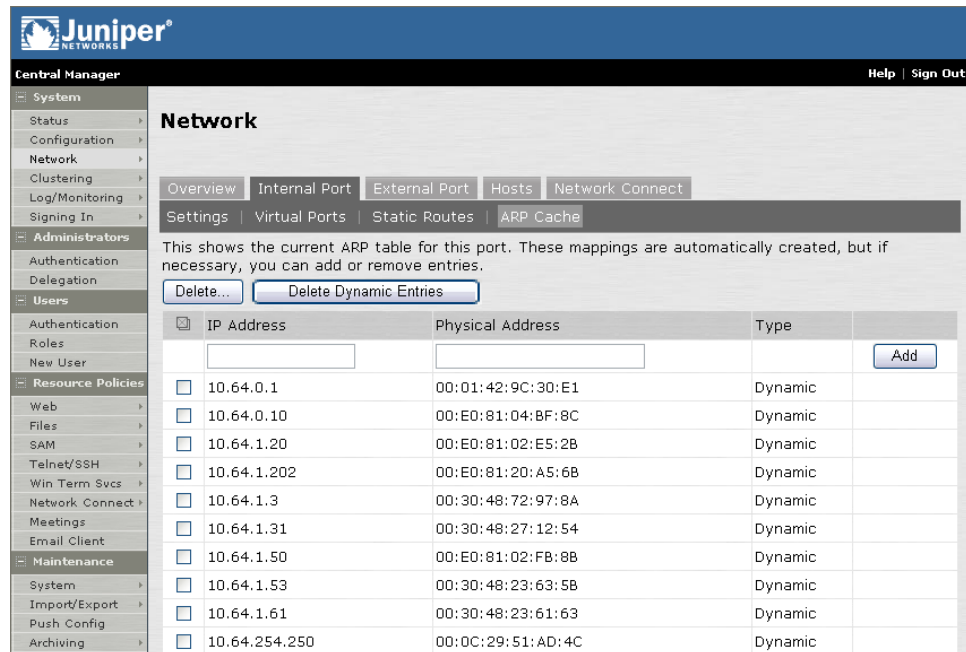 Juniper®
NETWORKS
Central Manager
Help | Sign Out
System
Status
Configuration
Network
Clustering
Log/Monitoring
Signing In
Administrators
Authentication
Delegation
Users
Authentication
Roles
New User
Resource Policies
Web
Files
SAM
Telnet/SSH
Win Term Svcs
Network Connect
Meetings
Email Client
Maintenance
System
Import/Export
Push Config
Archiving
Network
Overview Internal Port External Port Hosts Network Connect
Settings | Virtual Ports | Static Routes | ARP Cache
This shows the current ARP table for this port. These mappings are automatically created, but if
necessary, you can add or remove entries.
Delete... Delete Dynamic Entries
IP Address Physical Address Type
Add
10.64.0.1 00:01:42:9C:30:E1 Dynamic
10.64.0.10 00:E0:81:04:BF:8C Dynamic
10.64.1.20 00:E0:81:02:E5:2B Dynamic
10.64.1.202 00:E0:81:20:A5:6B Dynamic
10.64.1.3 00:30:48:72:97:8A Dynamic
10.64.1.31 00:30:48:27:12:54 Dynamic
10.64.1.50 00:E0:81:02:FB:8B Dynamic
10.64.1.53 00:30:48:23:63:5B Dynamic
10.64.1.61 00:30:48:23:61:63 Dynamic
10.64.254.250 00:0C:29:51:AD:4C Dynamic